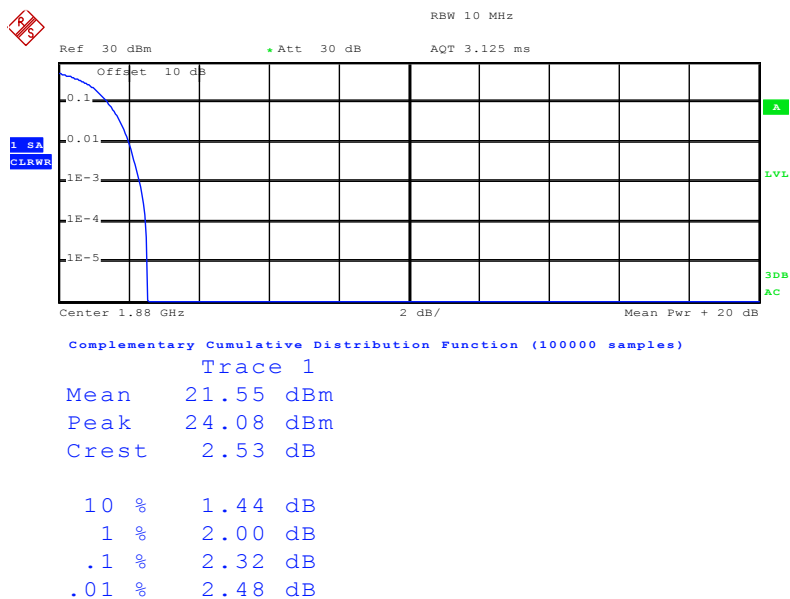 RBW 10 MHz
R&S
Ref 30 dBm * Att 30 dB AQT 3.125 ms
Offset 10 dB
0.1
A
0.01
1 SA
CLRWR
1E-3
LVL
1E-4
1E-5
3DB
AC
Center 1.88 GHz 2 dB/ Mean Pwr + 20 dB
Complementary Cumulative Distribution Function (100000 samples)
Trace 1
Mean 21.55 dBm
Peak 24.08 dBm
Crest 2.53 dB
10 % 1.44 dB
1 % 2.00 dB
.1 % 2.32 dB
.01 % 2.48 dB